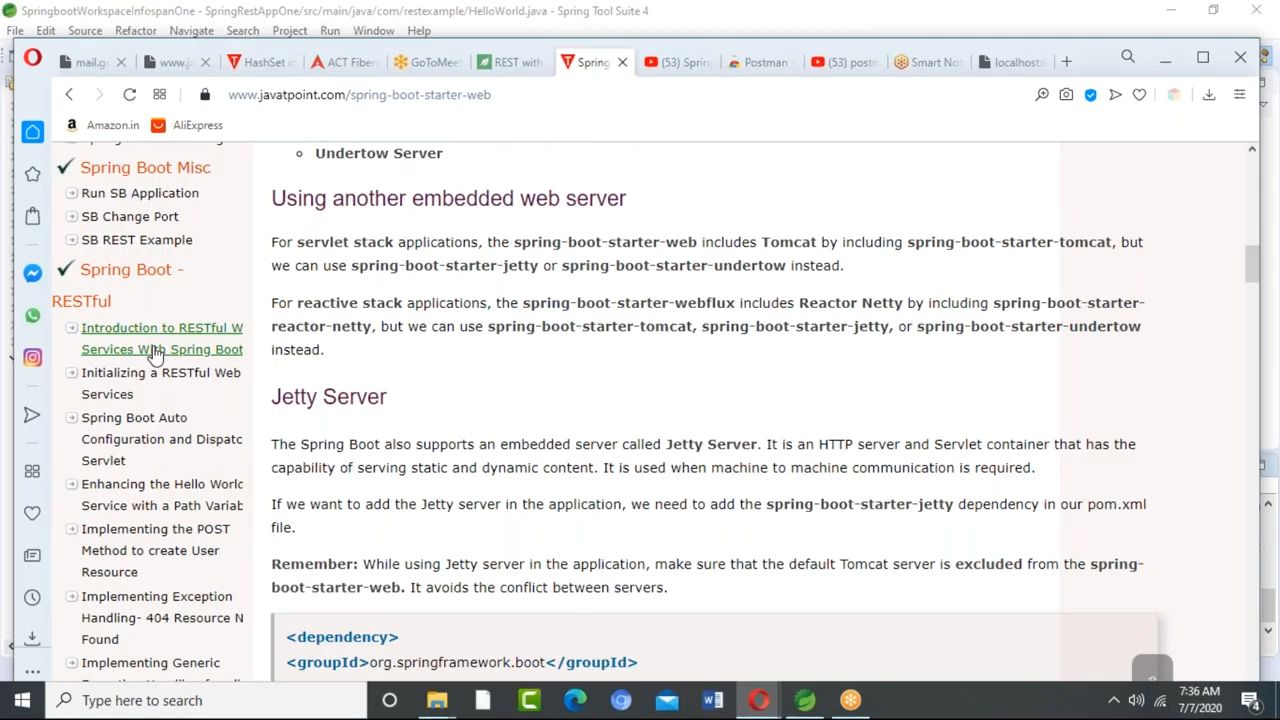 SpringbootWorkspaceInfospanOne - SpringRestAppOne/src/main/java/com/restexample/HelloWorld.java - Spring Tool Suite 4
File Edit Source Refactor Navigate Search Project Run Window Help
mail.go www.ja HashSet in ACT Fiber GoToMeet REST with Spring (53) Sprin Postman (53) postm Smart No localhost:
www.javatpoint.com/spring-boot-starter-web
Amazon.in AliExpress
Undertow Server
Spring Boot Misc
Run SB Application
SB Change Port
SB REST Example
Spring Boot -
RESTful
Introduction to RESTful W
Services With Spring Boot
Initializing a RESTful Web
Services
Spring Boot Auto
Configuration and Dispatc
Servlet
Enhancing the Hello World
Service with a Path Variab
Implementing the POST
Method to create User
Resource
Implementing Exception
Handling- 404 Resource N
Found
Implementing Generic
Using another embedded web server
For servlet stack applications, the spring-boot-starter-web includes Tomcat by including spring-boot-starter-tomcat, but
we can use spring-boot-starter-jetty or spring-boot-starter-undertow instead.
For reactive stack applications, the spring-boot-starter-webflux includes Reactor Netty by including spring-boot-starter-
reactor-netty, but we can use spring-boot-starter-tomcat, spring-boot-starter-jetty, or spring-boot-starter-undertow
instead.
Jetty Server
The Spring Boot also supports an embedded server called Jetty Server. It is an HTTP server and Servlet container that has the
capability of serving static and dynamic content. It is used when machine to machine communication is required.
If we want to add the Jetty server in the application, we need to add the spring-boot-starter-jetty dependency in our pom.xml
file.
Remember: While using Jetty server in the application, make sure that the default Tomcat server is excluded from the spring-
boot-starter-web. It avoids the conflict between servers.
<dependency>
<groupId>org.springframework.boot</groupId>
Type here to search
7:36 AM
7/7/2020
4